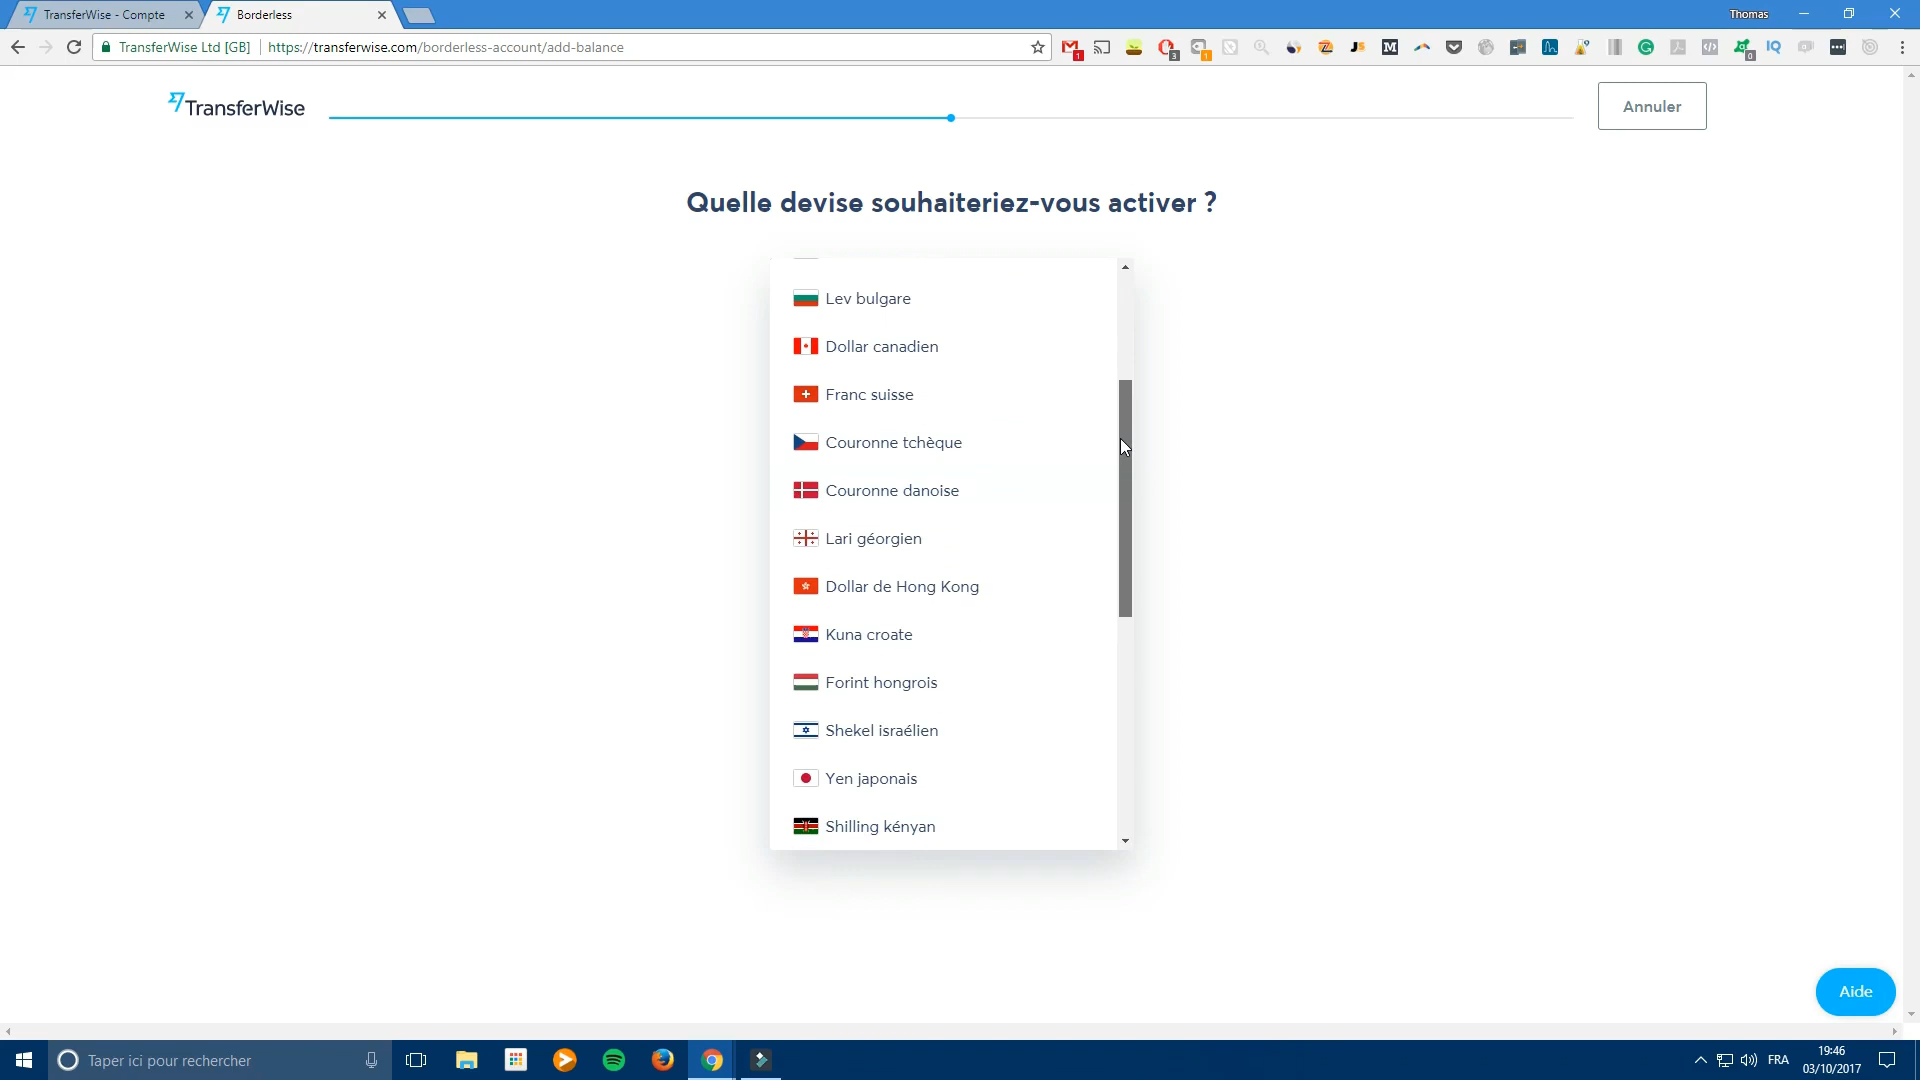 TransferWise - Compte
Borderless
Thomas
TransferWise Ltd [GB]
https://transferwise.com/borderless-account/add-balance
TransferWise
Annuler
Quelle devise souhaiteriez-vous activer ?
Lev bulgare
Dollar canadien
Franc suisse
Couronne tchèque
Couronne danoise
Lari géorgien
Dollar de Hong Kong
Kuna croate
Forint hongrois
Shekel israélien
Yen japonais
Shilling kényan
Aide
Taper ici pour rechercher
FRA
19:46
03/10/2017